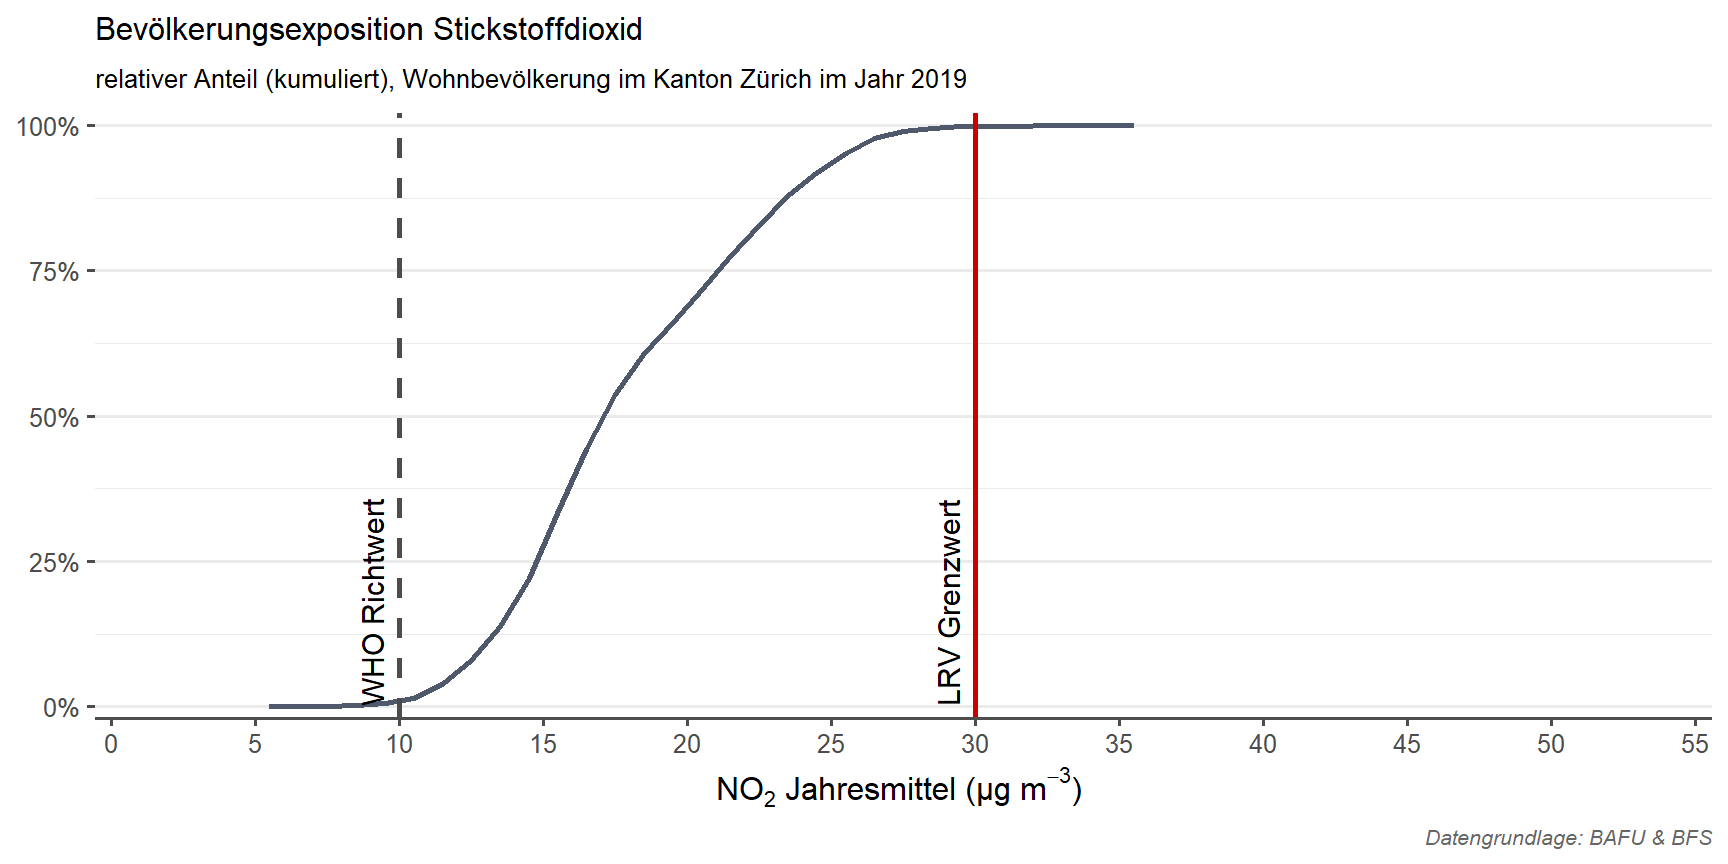 Bevölkerungsexposition Stickstoffdioxid
relativer Anteil (kumuliert), Wohnbevölkerung im Kanton Zürich im Jahr 2019
100%
75%
50%
25%
0%
WHO Richtwert
LRV Grenzwert
0 5 10 15 20 25 30 35 40 45 50 55
NO₂ Jahresmittel (µg m⁻³)
Datengrundlage: BAFU & BFS